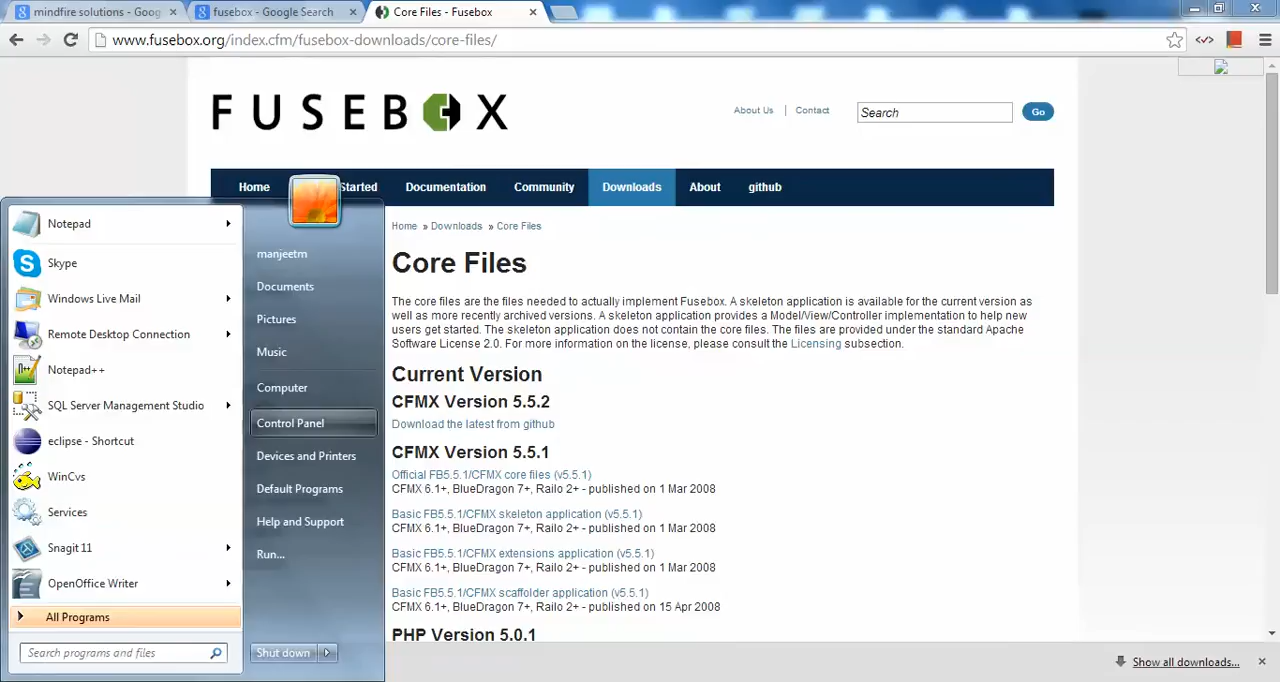 mindfire solutions - Goog
fusebox - Google Search
Core Files - Fusebox
www.fusebox.org/index.cfm/fusebox-downloads/core-files/
FUSEBOX
About Us | Contact
Search
Go
Home
Started
Documentation
Community
Downloads
About
github
Home » Downloads » Core Files
Core Files
The core files are the files needed to actually implement Fusebox. A skeleton application is available for the current version as
well as more recently archived versions. A skeleton application provides a Model/View/Controller implementation to help new
users get started. The skeleton application does not contain the core files. The files are provided under the standard Apache
Software License 2.0. For more information on the license, please consult the Licensing subsection.
Current Version
CFMX Version 5.5.2
Download the latest from github
CFMX Version 5.5.1
Official FB5.5.1/CFMX core files (v5.5.1)
CFMX 6.1+, BlueDragon 7+, Railo 2+ - published on 1 Mar 2008
Basic FB5.5.1/CFMX skeleton application (v5.5.1)
CFMX 6.1+, BlueDragon 7+, Railo 2+ - published on 1 Mar 2008
Basic FB5.5.1/CFMX extensions application (v5.5.1)
CFMX 6.1+, BlueDragon 7+, Railo 2+ - published on 1 Mar 2008
Basic FB5.5.1/CFMX scaffolder application (v5.5.1)
CFMX 6.1+, BlueDragon 7+, Railo 2+ - published on 15 Apr 2008
PHP Version 5.0.1
Notepad
Skype
Windows Live Mail
Remote Desktop Connection
Notepad++
SQL Server Management Studio
eclipse - Shortcut
WinCvs
Services
Snagit 11
OpenOffice Writer
All Programs
Search programs and files
manjeetm
Documents
Pictures
Music
Computer
Control Panel
Devices and Printers
Default Programs
Help and Support
Run...
Shut down
Show all downloads...